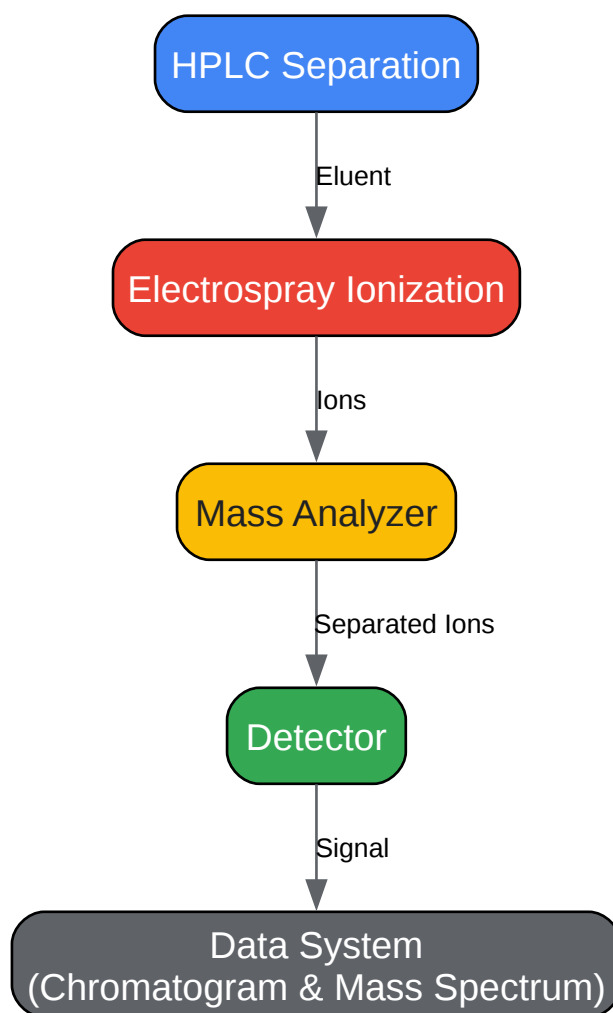 HPLC Separation
Eluent
Electrospray Ionization
Ions
Mass Analyzer
Separated Ions
Detector
Signal
Data System
(Chromatogram & Mass Spectrum)